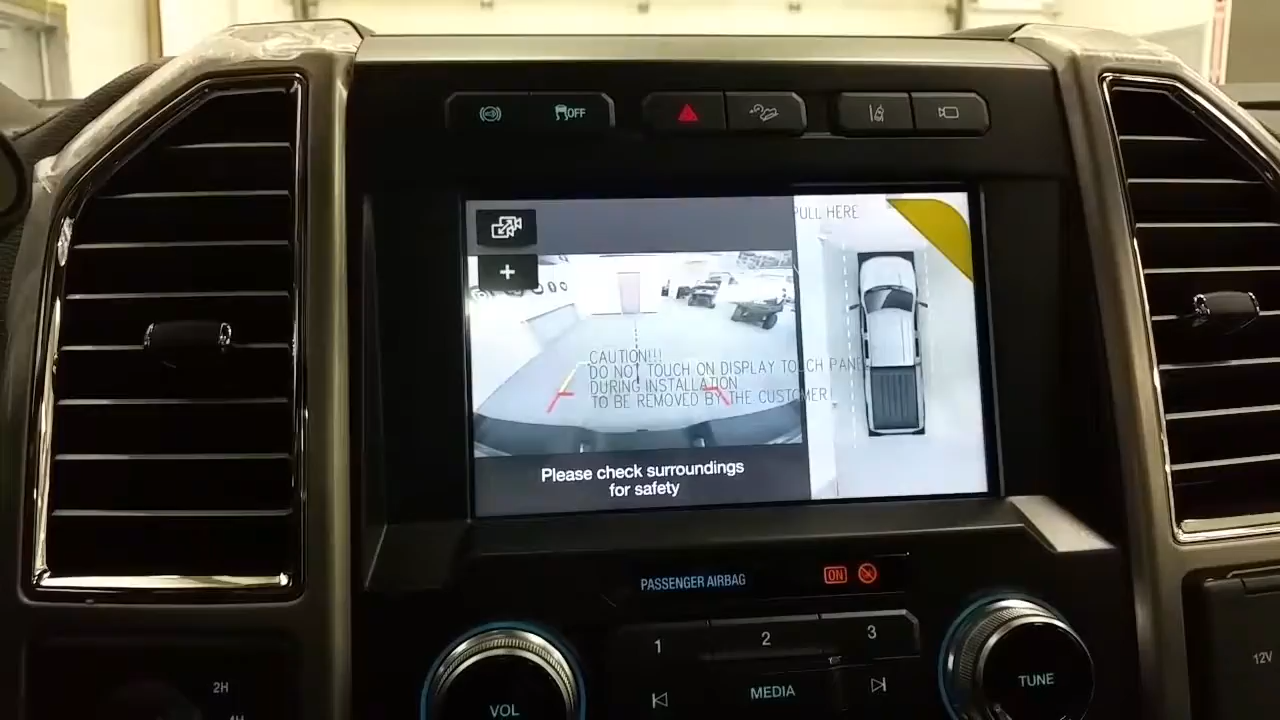 OFF
PULL HERE
+
CAUTION!!!
DO NOT TOUCH ON DISPLAY TOUCH PANEL
DURING INSTALLATION
TO BE REMOVED BY THE CUSTOMER!
Please check surroundings
for safety
PASSENGER AIRBAG
ON
1 2 3
2H
4H
VOL
MEDIA
TUNE
12V